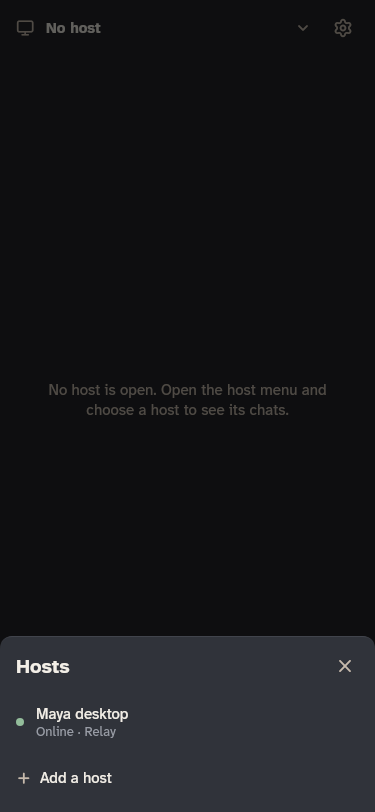 No host
No host is open. Open the host menu and
choose a host to see its chats.
Hosts
Maya desktop
Online · Relay
Add a host